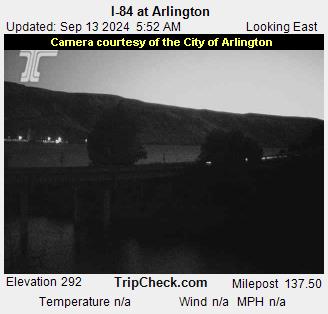 I-84 at Arlington
Updated: Sep 13 2024 5:52 AM Looking East
Camera courtesy of the City of Arlington
Elevation 292 TripCheck.com Milepost 137.50
Temperature n/a Wind n/a MPH n/a